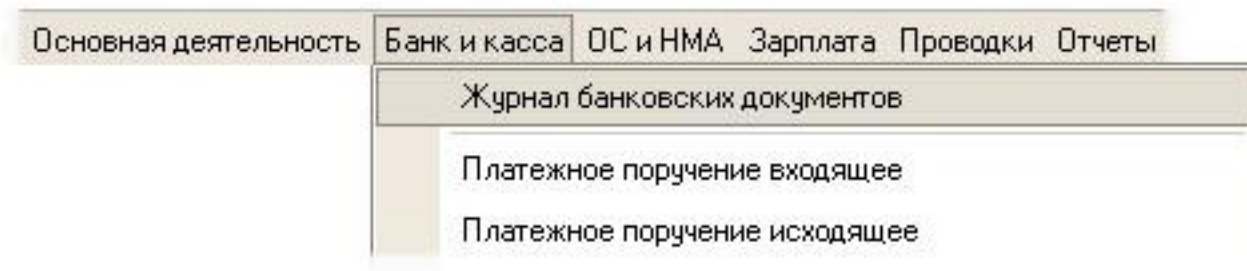 Основная деятельность Банк и касса ОС и НМА Зарплата Проводки Отчеты
Журнал банковских документов
Платежное поручение входящее
Платежное поручение исходящее